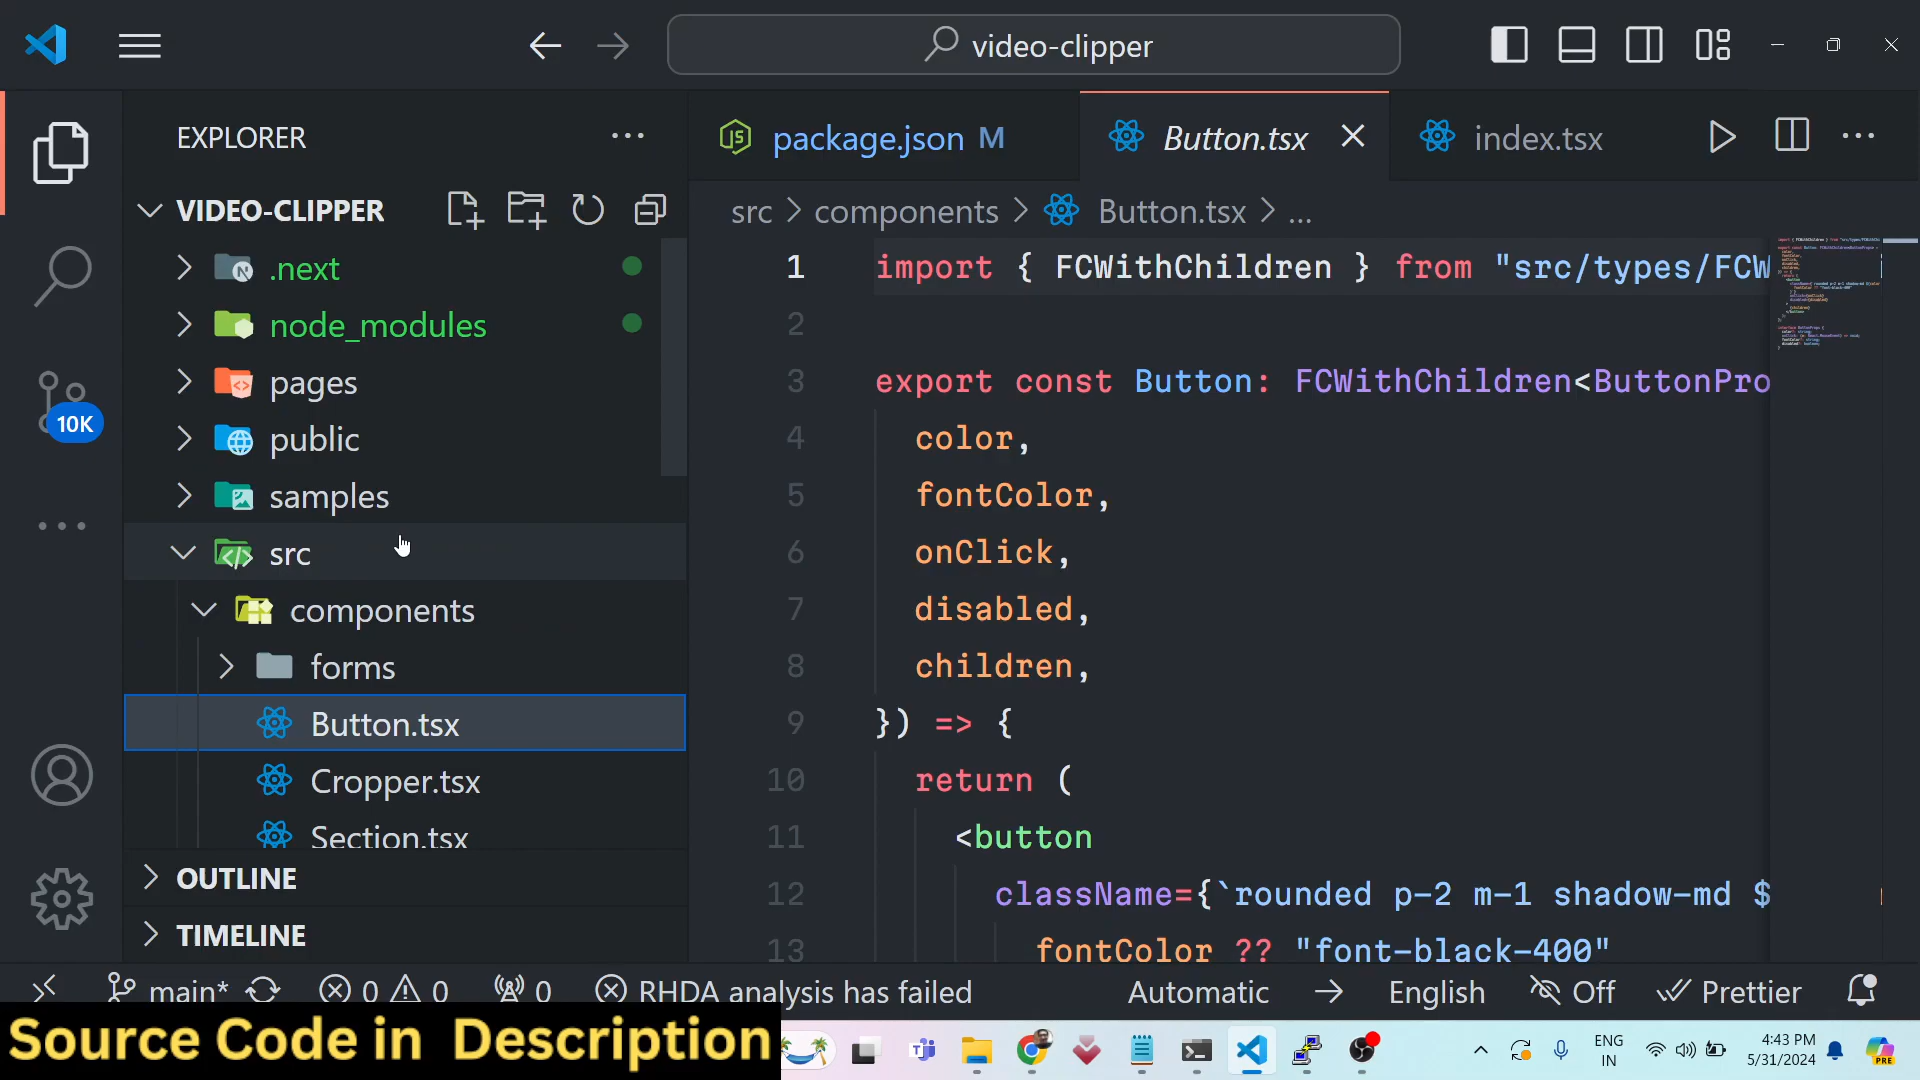 video-clipper
EXPLORER
package.json M
Button.tsx
index.tsx
VIDEO-CLIPPER
src > components > Button.tsx > ...
.next
node_modules
pages
public
samples
src
components
forms
Button.tsx
Cropper.tsx
Section.tsx
OUTLINE
TIMELINE
10K
1 import { FCWithChildren } from "src/types/FCW
2
3 export const Button: FCWithChildren<ButtonPro
4 color,
5 fontColor,
6 onClick,
7 disabled,
8 children,
9 }) => {
10 return (
11 <button
12 className={`rounded p-2 m-1 shadow-md $
13 fontColor ?? "font-black-400"
main* 0 0 0 RHDA analysis has failed Automatic English Off Prettier
Source Code in Description
ENG
IN
4:43 PM
5/31/2024
PRE